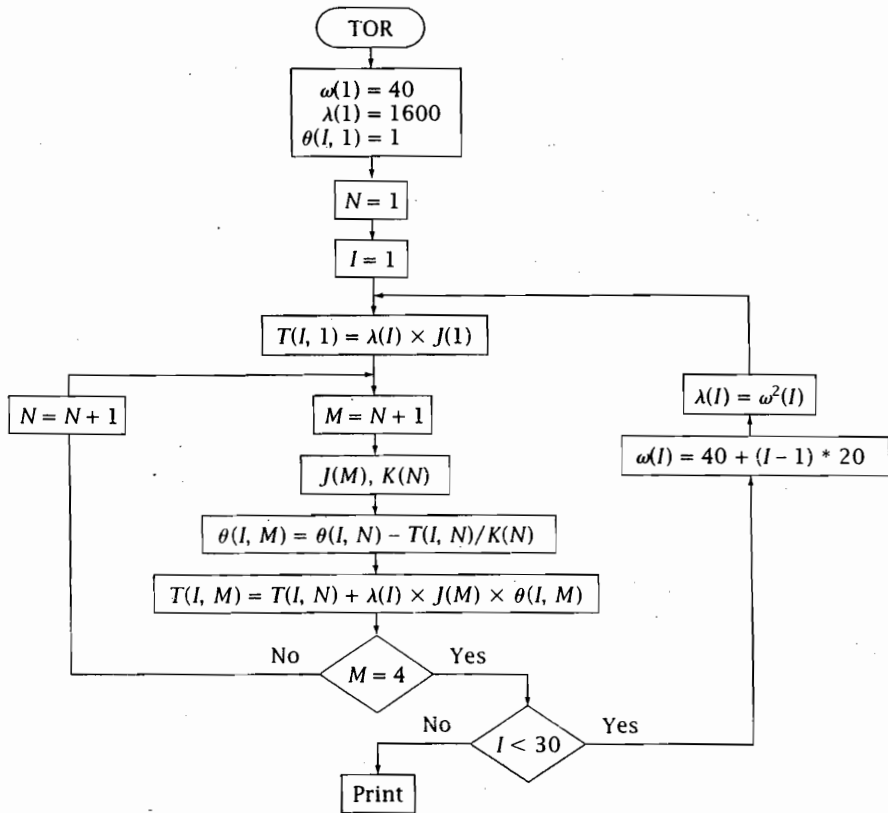 TOR
ω(1) = 40
λ(1) = 1600
θ(I, 1) = 1
N = 1
I = 1
T(I, 1) = λ(I) × J(1)
N = N + 1
M = N + 1
λ(I) = ω²(I)
J(M), K(N)
ω(I) = 40 + (I − 1) * 20
θ(I, M) = θ(I, N) − T(I, N)/K(N)
T(I, M) = T(I, N) + λ(I) × J(M) × θ(I, M)
No
M = 4
Yes
No
I < 30
Yes
Print